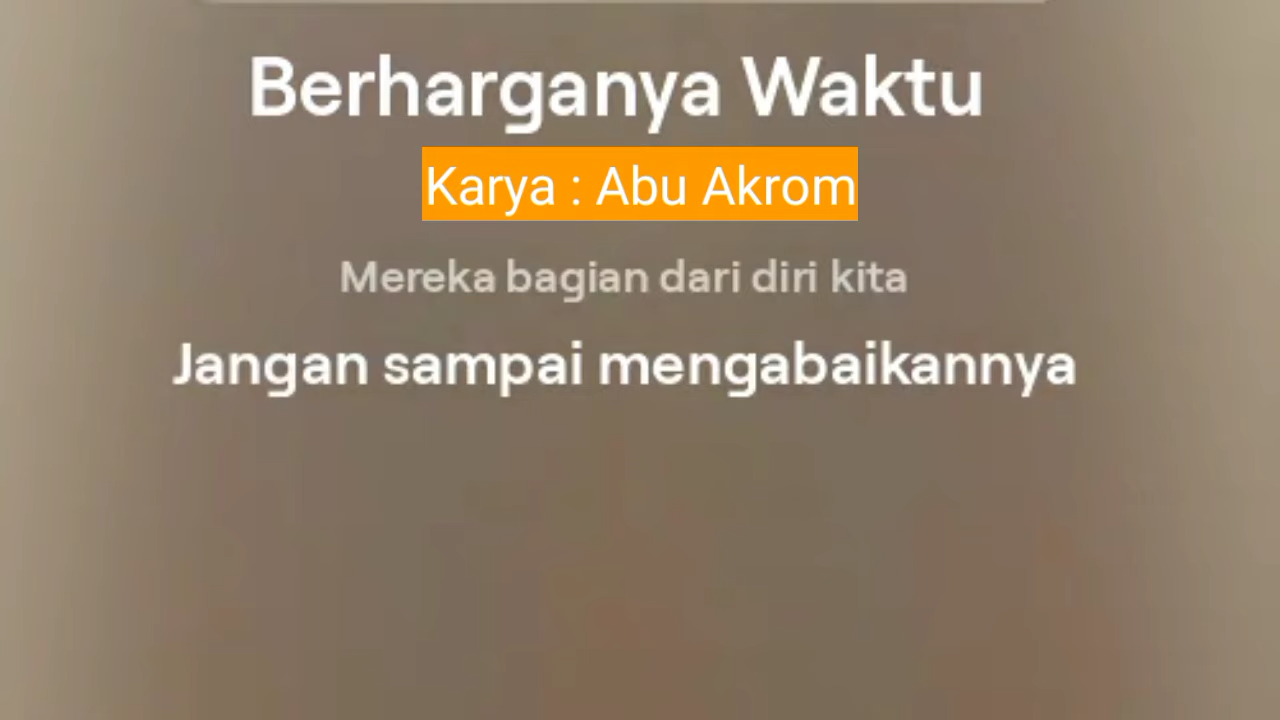 Berharganya Waktu
Karya : Abu Akrom
Mereka bagian dari diri kita
Jangan sampai mengabaikannya